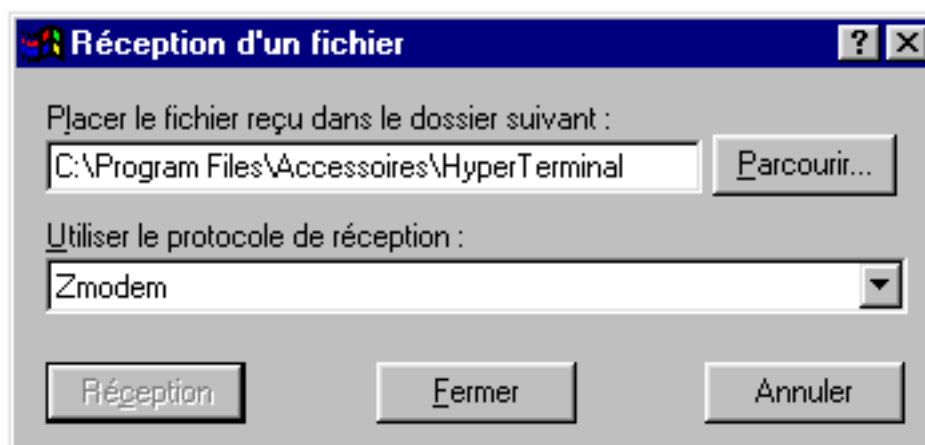 Réception d'un fichier
Placer le fichier reçu dans le dossier suivant :
C:\Program Files\Accessoires\HyperTerminal
Parcourir...
Utiliser le protocole de réception :
Zmodem
Réception
Fermer
Annuler